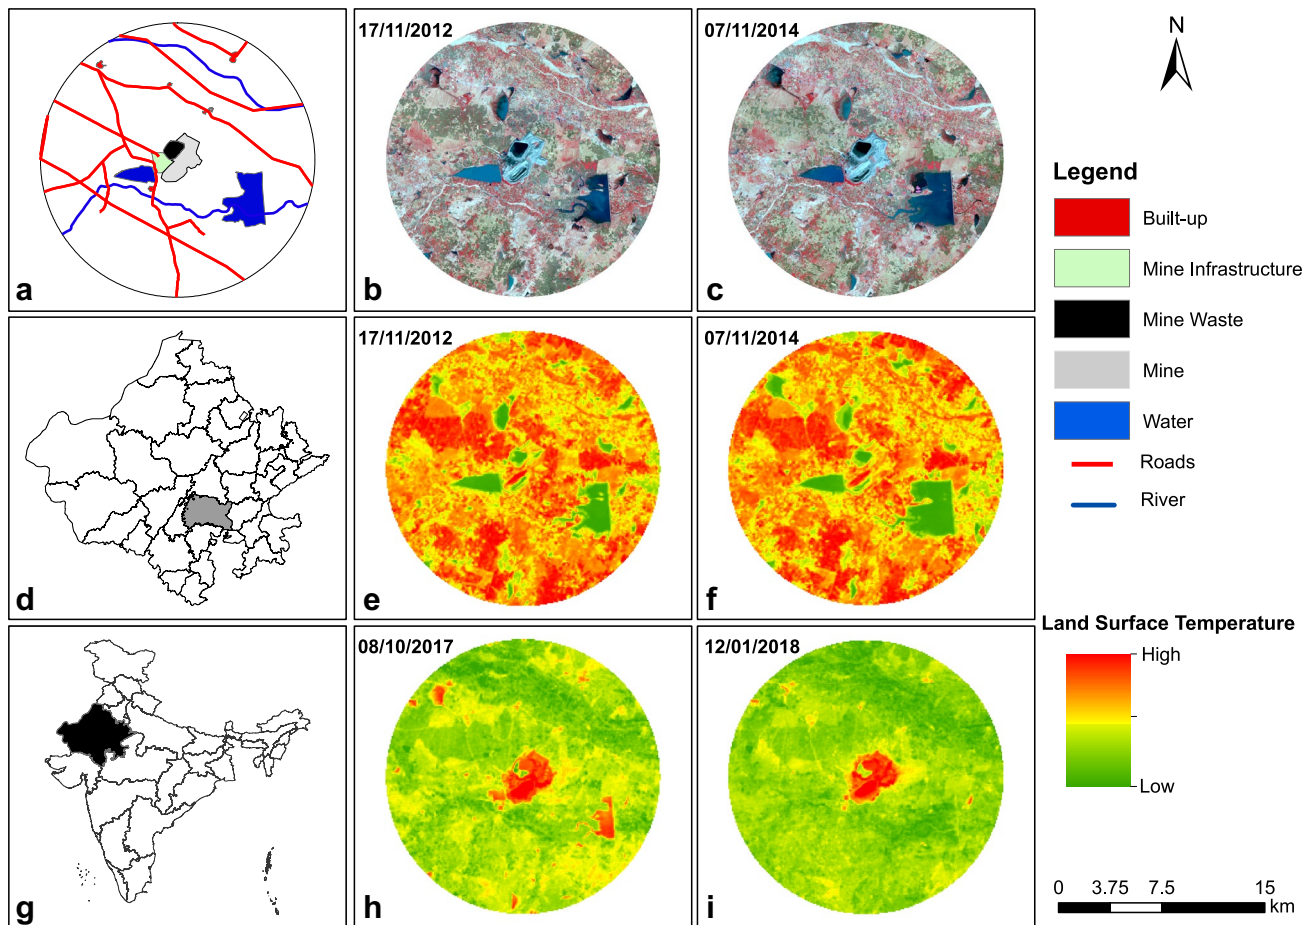 a
17/11/2012
b
07/11/2014
c
N
Legend
Built-up
Mine Infrastructure
Mine Waste
Mine
Water
Roads
River
d
17/11/2012
e
07/11/2014
f
g
08/10/2017
h
12/01/2018
i
Land Surface Temperature
High
Low
0 3.75 7.5 15
km